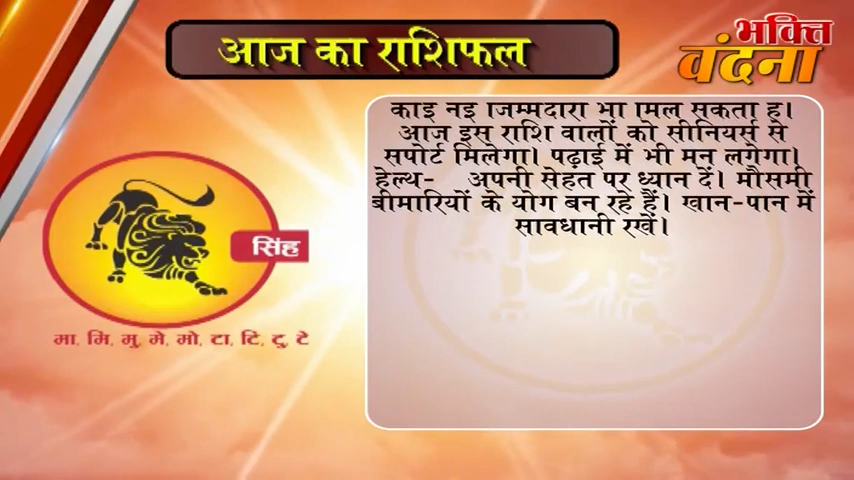 आज का राशिफल
भक्ति
वंदना
कोई नई जिम्मेदारी भी मिल सकती है।
आज इस राशि वालों को सीनियर्स से
सपोर्ट मिलेगा। पढ़ाई में भी मन लगेगा।
हेल्थ- अपनी सेहत पर ध्यान दें। मौसमी
बीमारियों के योग बन रहे हैं। खान-पान में
सावधानी रखें।
सिंह
मा, मि, मु, मे, मो, टा, टि, टु, टे